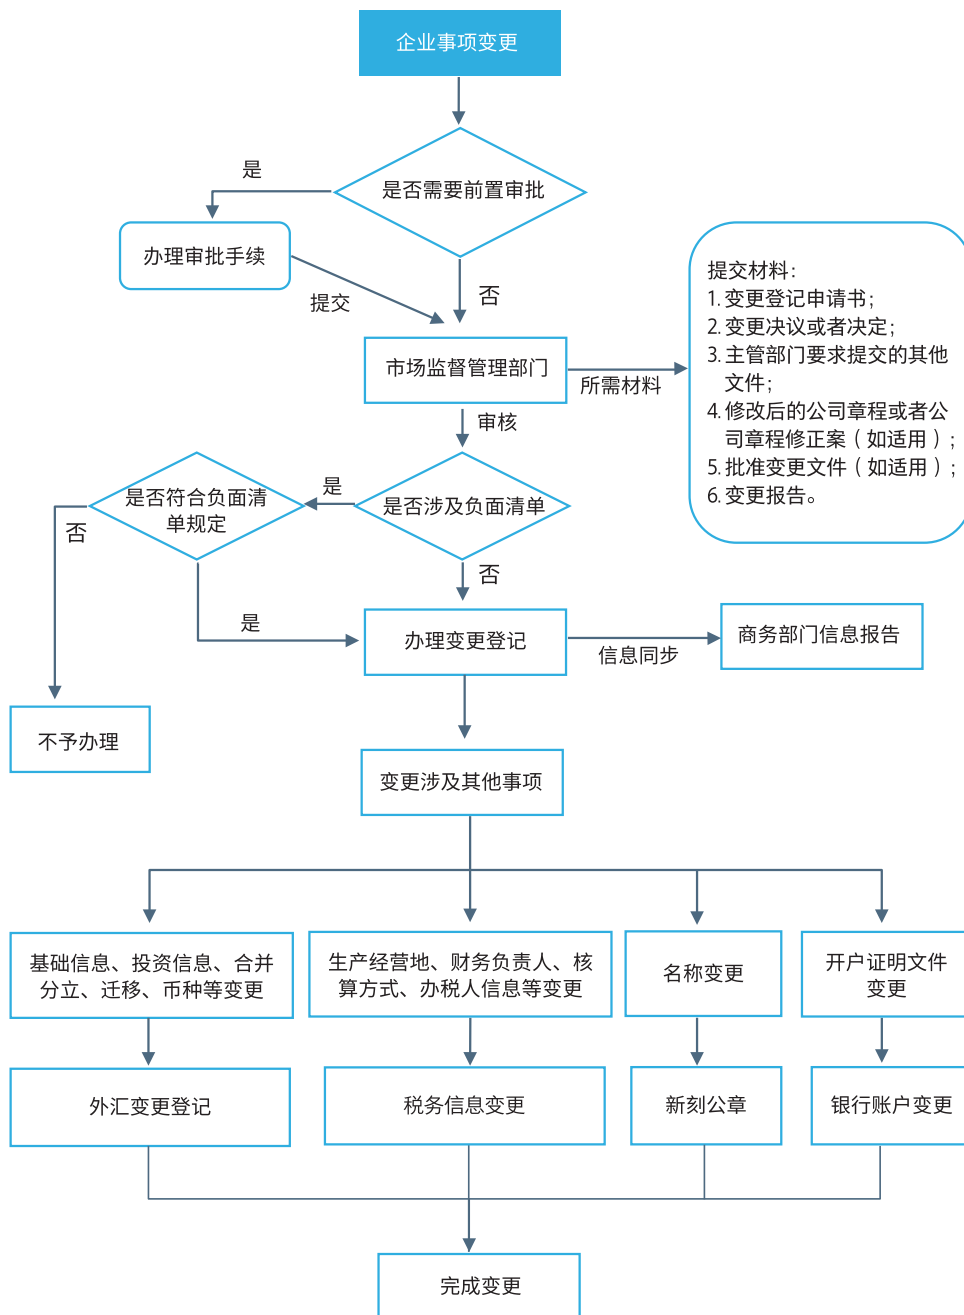 企业事项变更
是
是否需要前置审批
办理审批手续
提交
否
市场监督管理部门
所需材料
提交材料：
1. 变更登记申请书；
2. 变更决议或者决定；
3. 主管部门要求提交的其他
文件；
4. 修改后的公司章程或者公
司章程修正案（如适用）；
5. 批准变更文件（如适用）；
6. 变更报告。
审核
是
是否符合负面清
单规定
是否涉及负面清单
否
否
是
办理变更登记
信息同步
商务部门信息报告
不予办理
变更涉及其他事项
基础信息、投资信息、合并
分立、迁移、币种等变更
生产经营地、财务负责人、核
算方式、办税人信息等变更
名称变更
开户证明文件
变更
外汇变更登记
税务信息变更
新刻公章
银行账户变更
完成变更